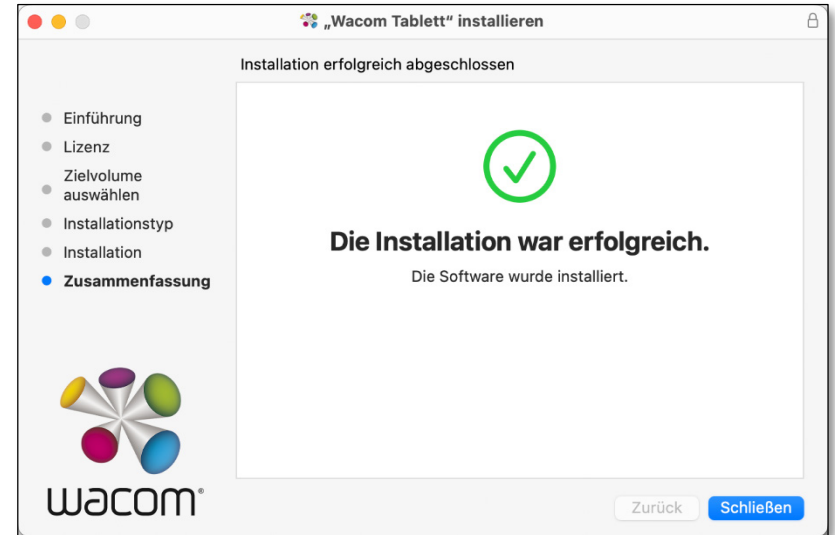 „Wacom Tablett“ installieren
Installation erfolgreich abgeschlossen
Einführung
Lizenz
Zielvolume
auswählen
Installationstyp
Installation
Zusammenfassung
Die Installation war erfolgreich.
Die Software wurde installiert.
wacom®
Zurück
Schließen